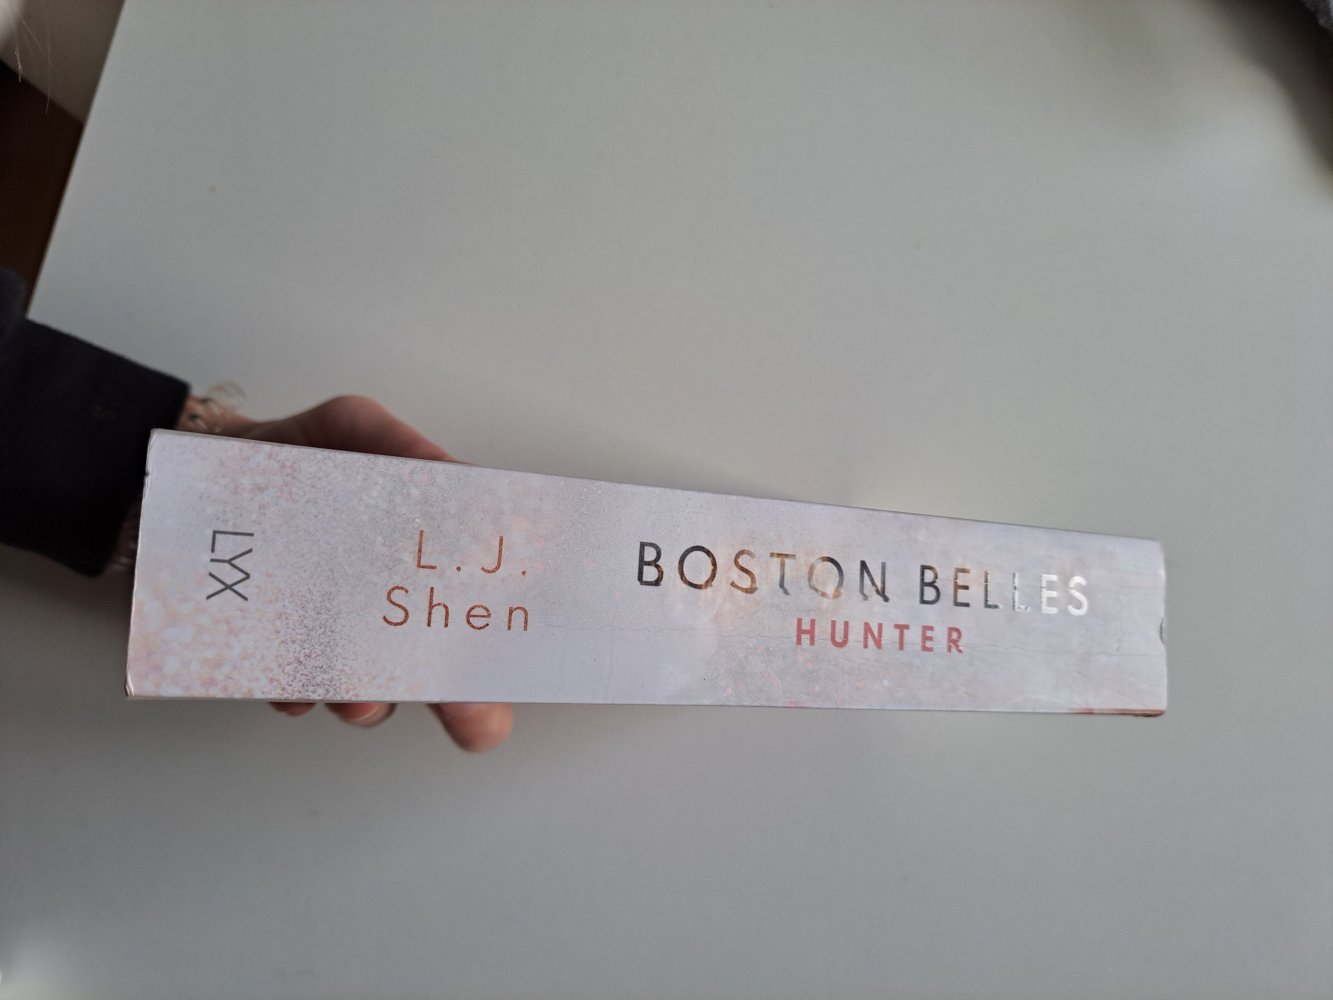 LYX
L.J.
Shen
BOSTON BELLES
HUNTER